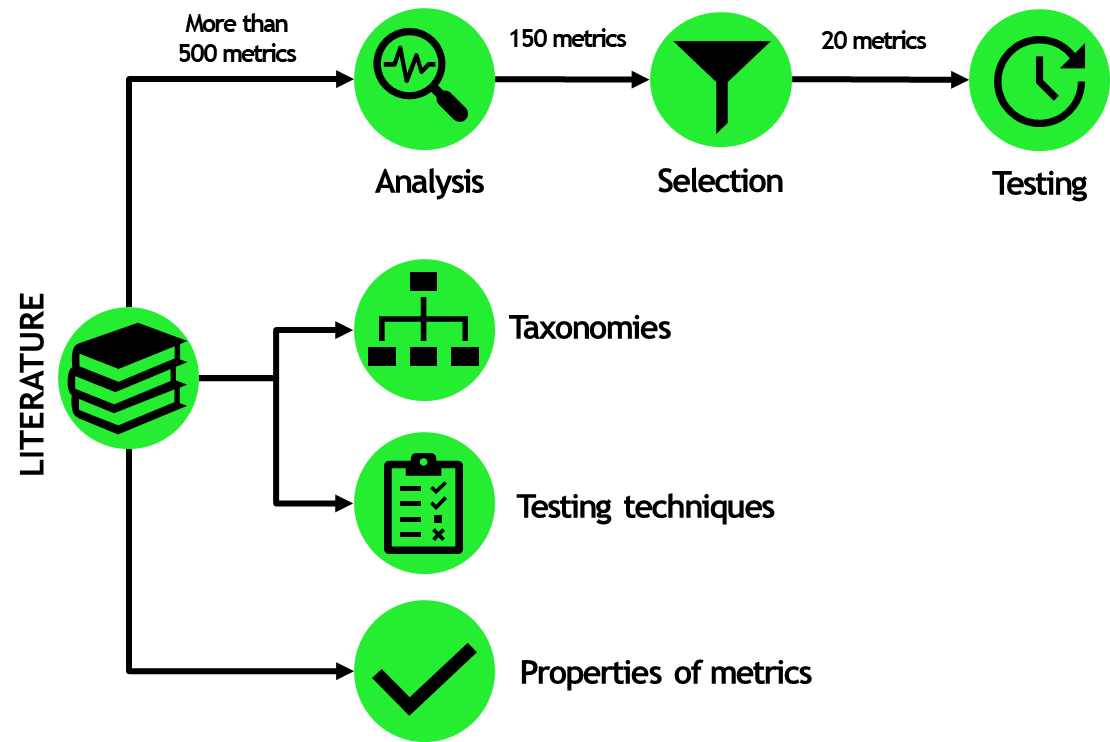 More than
500 metrics
150 metrics
20 metrics
Analysis
Selection
Testing
LITERATURE
Taxonomies
Testing techniques
Properties of metrics